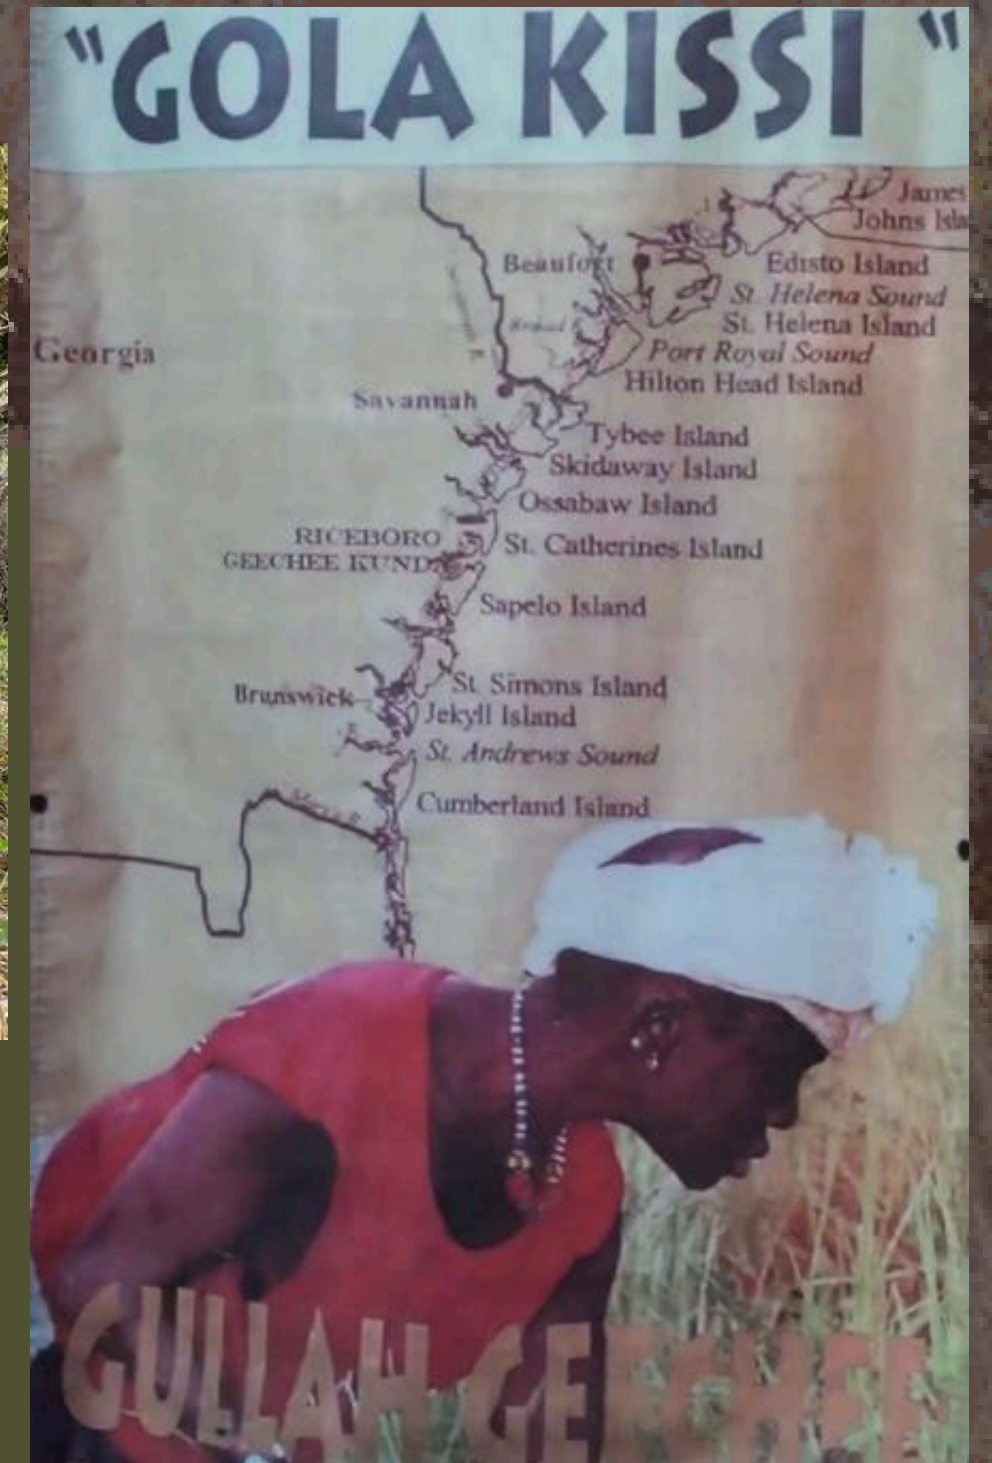 "GOLA KISSI"
James
Johns Isla
Beaufort
Edisto Island
St. Helena Sound
St. Helena Island
Georgia
Port Royal Sound
Hilton Head Island
Savannah
Tybee Island
Skidaway Island
Ossabaw Island
RICEBORO
St. Catherines Island
GEECHEE KUND
Sapelo Island
Brunswick
St. Simons Island
Jekyll Island
St. Andrews Sound
Cumberland Island
GULLAH GEECHEE